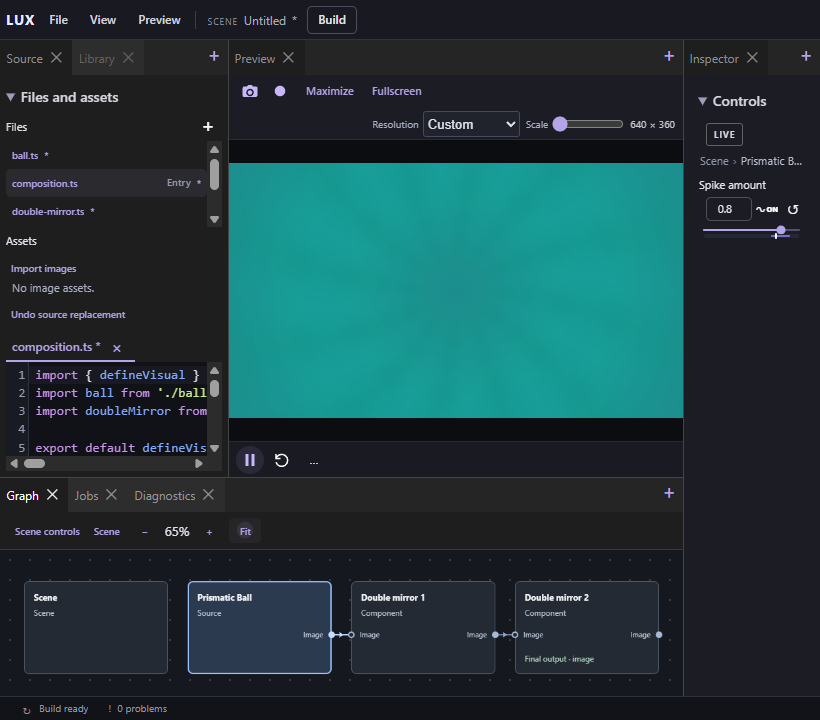 LUX File View Preview SCENE Untitled * Build
Source Library +
Files and assets
Files +
ball.ts *
composition.ts Entry *
double-mirror.ts *
Assets
Import images
No image assets.
Undo source replacement
composition.ts * ×
1 import { defineVisual }
2 import ball from './ball
3 import doubleMirror from
4
5 export default defineVis
Preview +
Maximize Fullscreen
Resolution Custom Scale 640 × 360
...
Inspector +
Controls
LIVE
Scene › Prismatic B...
Spike amount
0.8 ON
Graph Jobs Diagnostics +
Scene controls Scene − 65% + Fit
Scene
Scene
Prismatic Ball
Source
Image
Double mirror 1
Component
Image Image
Double mirror 2
Component
Image Image
Final output · image
Build ready ! 0 problems